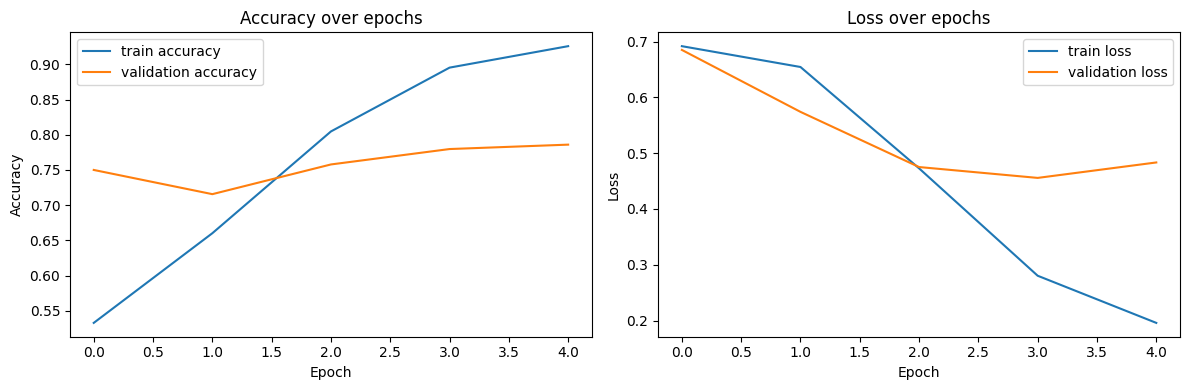 Accuracy over epochs
train accuracy
validation accuracy
0.90
0.85
0.80
0.75
0.70
0.65
0.60
0.55
Accuracy
0.0 0.5 1.0 1.5 2.0 2.5 3.0 3.5 4.0
Epoch
Loss over epochs
train loss
validation loss
0.7
0.6
0.5
0.4
0.3
0.2
Loss
0.0 0.5 1.0 1.5 2.0 2.5 3.0 3.5 4.0
Epoch